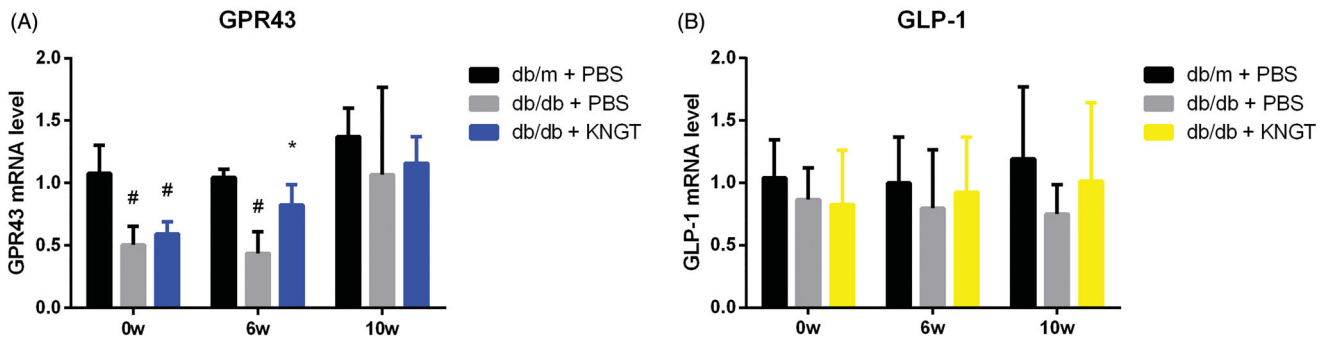 (A)
GPR43
GPR43 mRNA level
2.0
1.5
1.0
0.5
0.0
# #
#
*
0w 6w 10w
db/m + PBS
db/db + PBS
db/db + KNGT
(B)
GLP-1
GLP-1 mRNA level
2.0
1.5
1.0
0.5
0.0
0w 6w 10w
db/m + PBS
db/db + PBS
db/db + KNGT